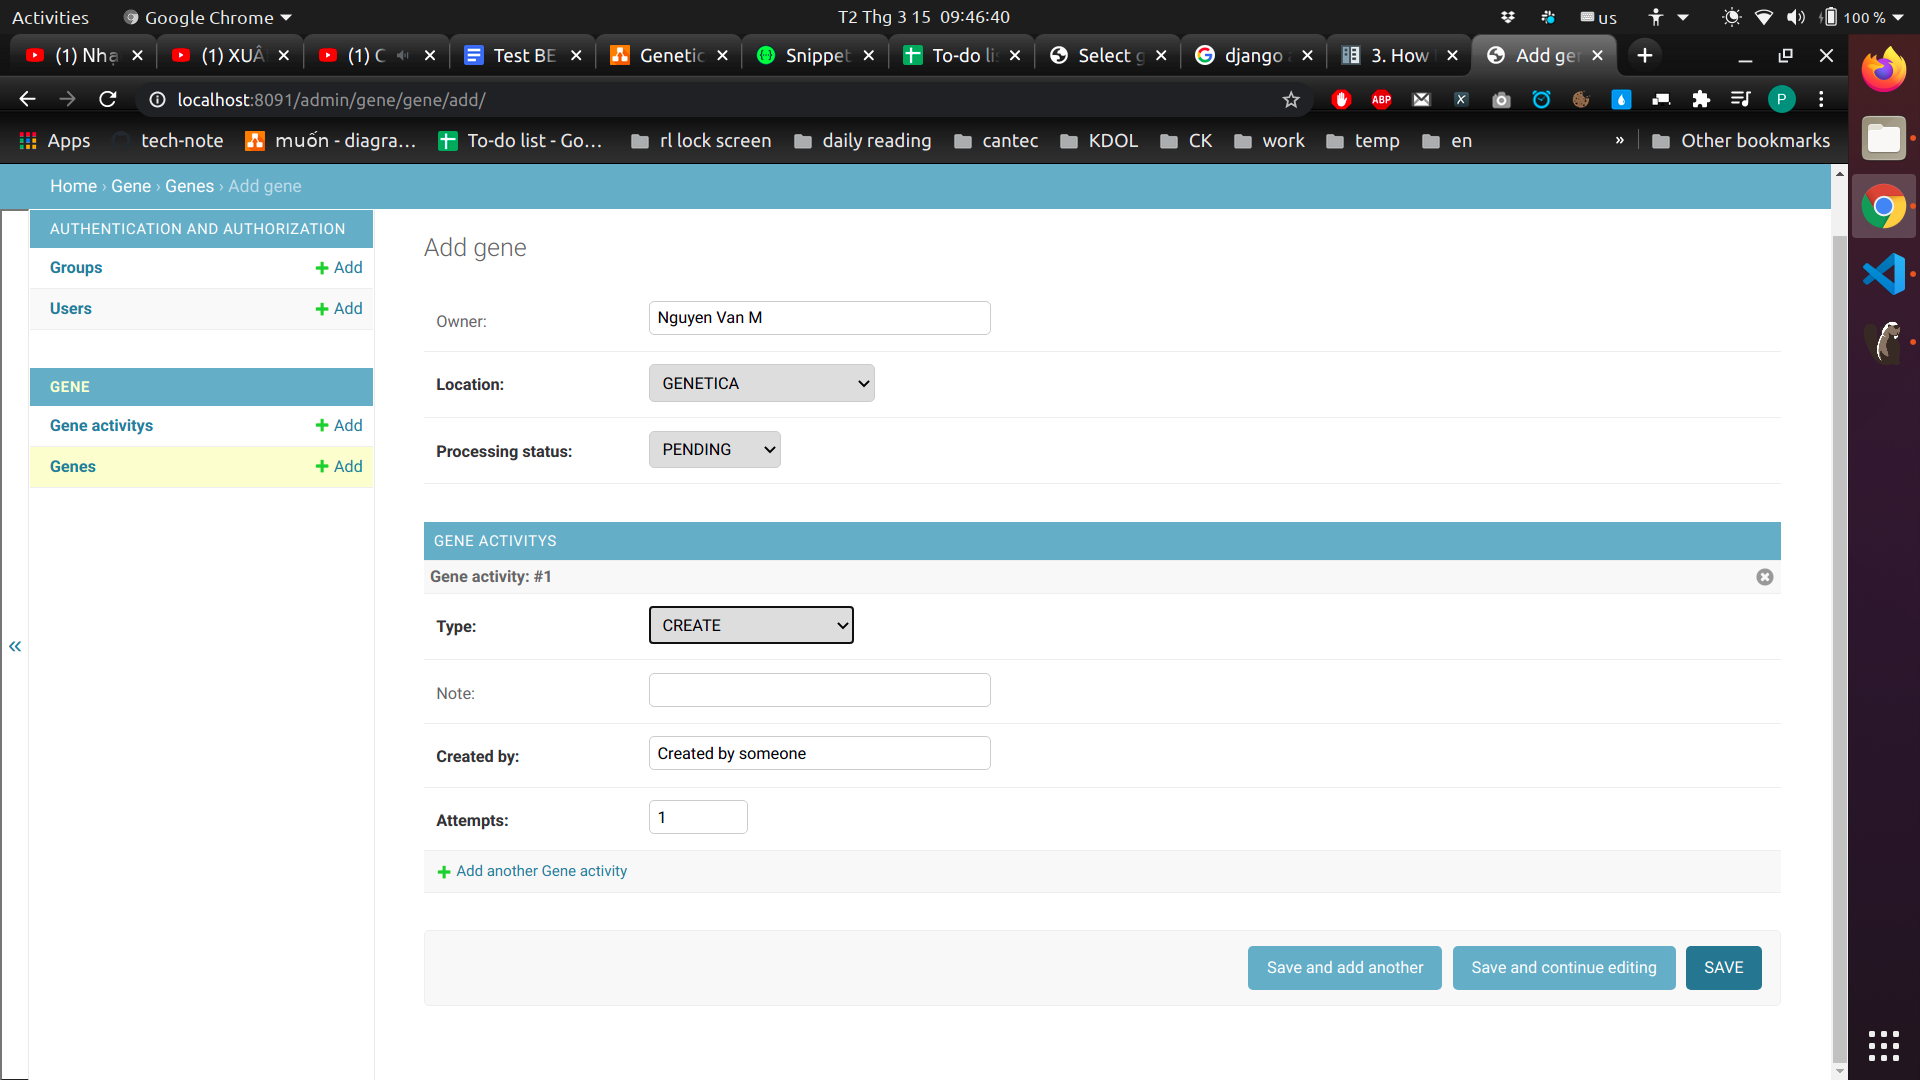 Activities Google Chrome T2 Thg 3 15 09:46:40 us 100 %
(1) Nhạ (1) XUÂ (1) C Test BE Genetic Snippet To-do lis Select g django a 3. How Add gen
localhost:8091/admin/gene/gene/add/ ABP P
Apps tech-note muốn - diagra... To-do list - Go... rl lock screen daily reading cantec KDOL CK work temp en » Other bookmarks
Home › Gene › Genes › Add gene
AUTHENTICATION AND AUTHORIZATION
Groups Add
Users Add
GENE
Gene activitys Add
Genes Add
«
Add gene
Owner: Nguyen Van M
Location: GENETICA
Processing status: PENDING
GENE ACTIVITYS
Gene activity: #1
Type: CREATE
Note:
Created by: Created by someone
Attempts: 1
Add another Gene activity
Save and add another Save and continue editing SAVE